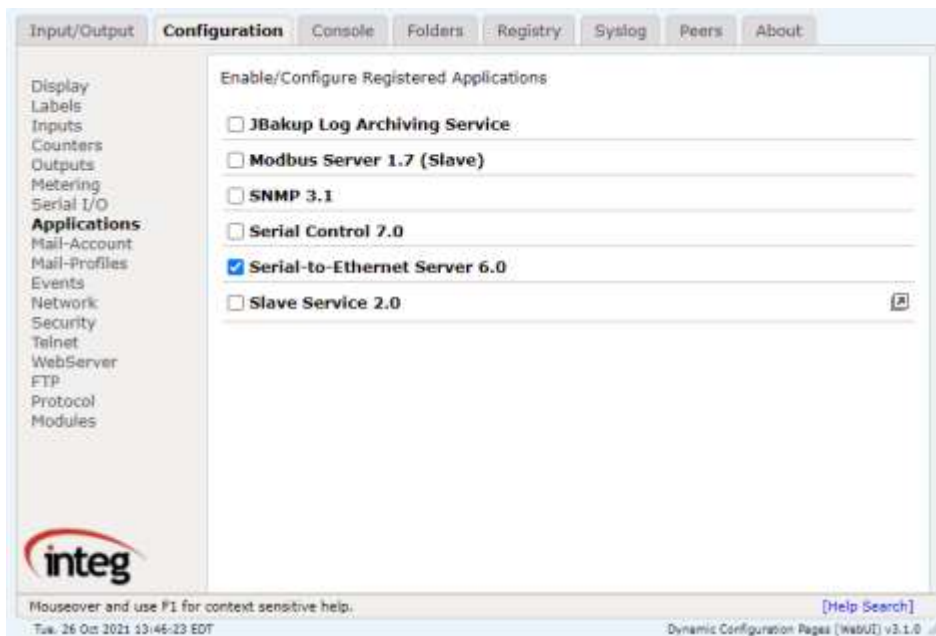 Input/Output Configuration Console Folders Registry Syslog Peers About
Enable/Configure Registered Applications
Display
Labels
Inputs
Counters
Outputs
Metering
Serial I/O
Applications
Mail-Account
Mail-Profiles
Events
Network
Security
Telnet
WebServer
FTP
Protocol
Modules
JBakup Log Archiving Service
Modbus Server 1.7 (Slave)
SNMP 3.1
Serial Control 7.0
Serial-to-Ethernet Server 6.0
Slave Service 2.0
integ
Mouseover and use F1 for context sensitive help. [Help Search]
Tue, 26 Oct 2021 13:46:23 EDT Dynamic Configuration Pages (WebUI) v3.1.0